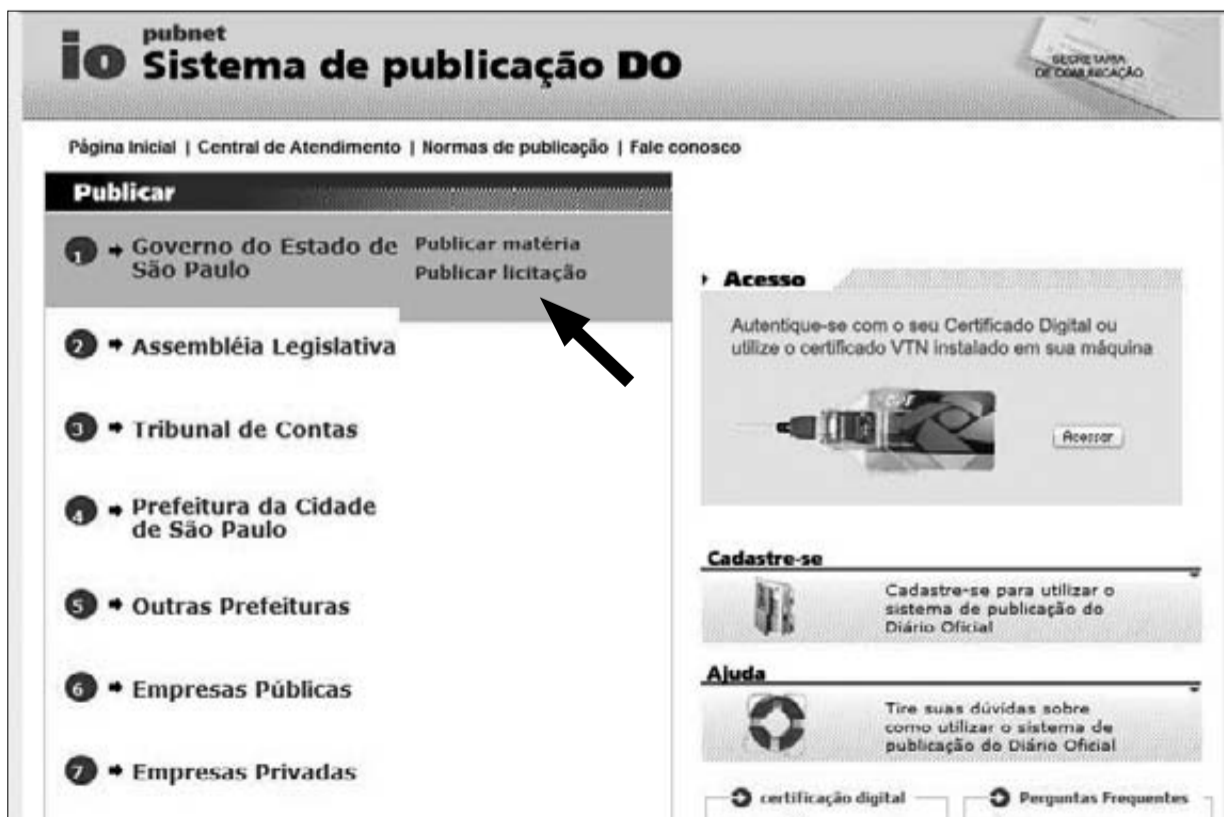 io
pubnet
Sistema de publicação DO
SECRETARIA
DE COMUNICAÇÃO
Página Inicial | Central de Atendimento | Normas de publicação | Fale conosco
Publicar
1 Governo do Estado de
São Paulo
Publicar matéria
Publicar licitação
2 Assembléia Legislativa
3 Tribunal de Contas
4 Prefeitura da Cidade
de São Paulo
5 Outras Prefeituras
6 Empresas Públicas
7 Empresas Privadas
Acesso
Autentique-se com o seu Certificado Digital ou
utilize o certificado VTN instalado em sua máquina
Acessar
Cadastre-se
Cadastre-se para utilizar o
sistema de publicação do
Diário Oficial
Ajuda
Tire suas dúvidas sobre
como utilizar o sistema de
publicação do Diário Oficial
certificação digital
Perguntas Frequentes